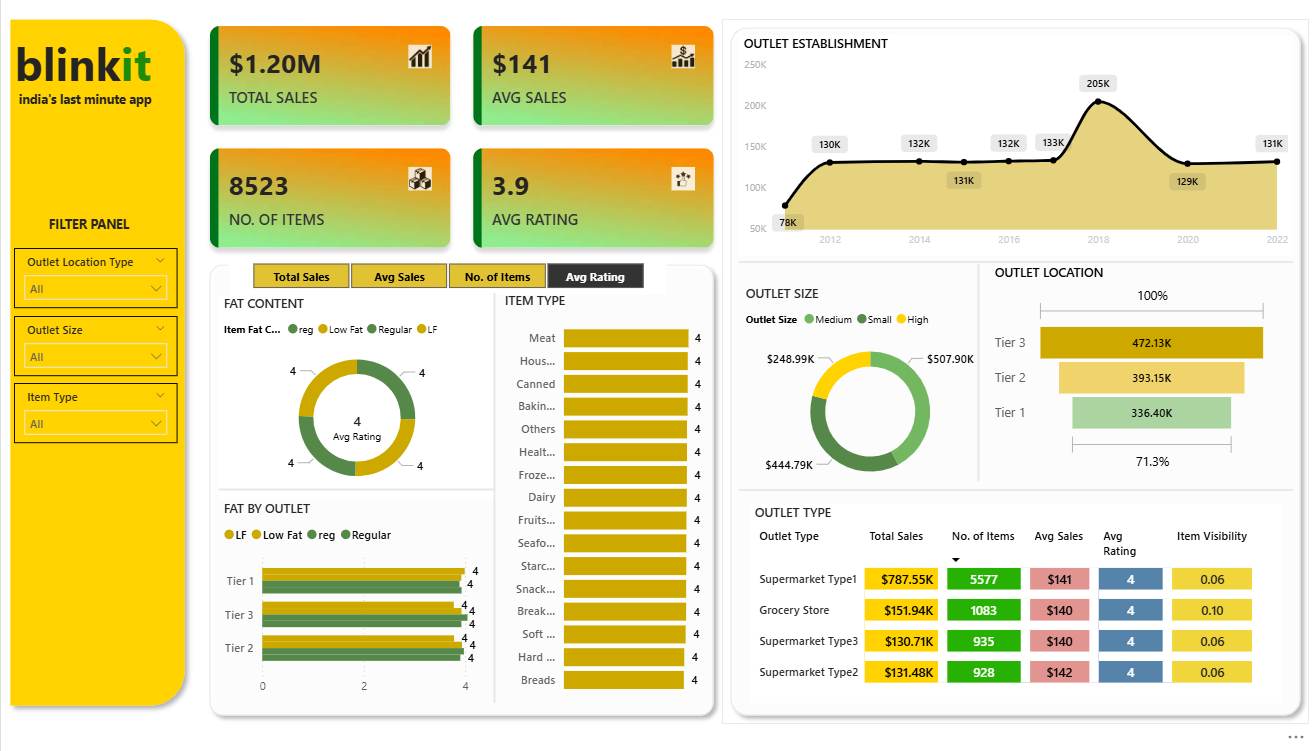 blinkit
india's last minute app
FILTER PANEL
Outlet Location Type
All
Outlet Size
All
Item Type
All
$1.20M
TOTAL SALES
$141
AVG SALES
8523
NO. OF ITEMS
3.9
AVG RATING
Total Sales
Avg Sales
No. of Items
Avg Rating
FAT CONTENT
Item Fat C...
reg
Low Fat
Regular
LF
4
4
4
Avg Rating
4
4
FAT BY OUTLET
LF
Low Fat
reg
Regular
Tier 1
4
4
Tier 3
4
4
4
Tier 2
4
4
4
0
2
4
ITEM TYPE
Meat 4
Hous... 4
Canned 4
Bakin... 4
Others 4
Healt... 4
Froze... 4
Dairy 4
Fruits... 4
Seafo... 4
Starc... 4
Snack... 4
Break... 4
Soft ... 4
Hard ... 4
Breads 4
OUTLET ESTABLISHMENT
250K
200K
150K
100K
50K
78K
130K
132K
131K
132K
133K
205K
129K
131K
2012
2014
2016
2018
2020
2022
OUTLET SIZE
Outlet Size
Medium
Small
High
$248.99K
$507.90K
$444.79K
OUTLET LOCATION
100%
Tier 3 472.13K
Tier 2 393.15K
Tier 1 336.40K
71.3%
OUTLET TYPE
Outlet Type Total Sales No. of Items Avg Sales Avg Rating Item Visibility
Supermarket Type1 $787.55K 5577 $141 4 0.06
Grocery Store $151.94K 1083 $140 4 0.10
Supermarket Type3 $130.71K 935 $140 4 0.06
Supermarket Type2 $131.48K 928 $142 4 0.06